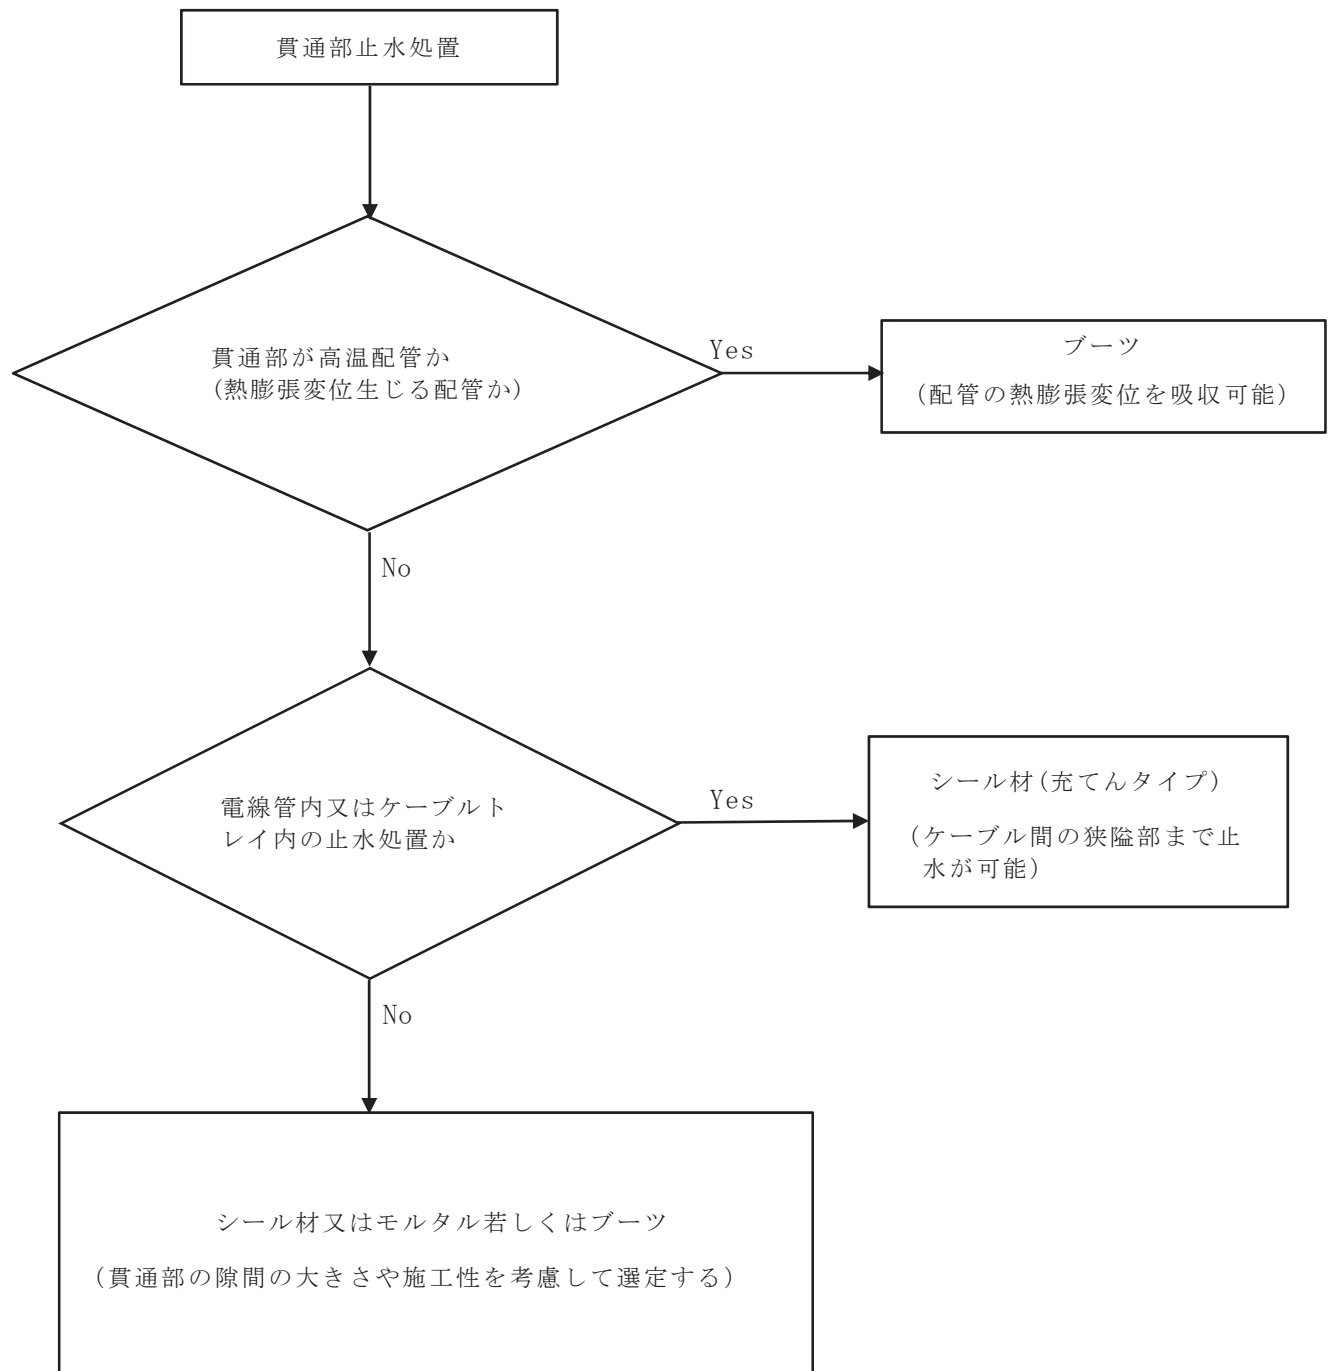 貫通部止水処置
貫通部が高温配管か
(熱膨張変位生じる配管か)
Yes
ブーツ
(配管の熱膨張変位を吸収可能)
No
電線管内又はケーブルト
レイ内の止水処置か
Yes
シール材(充てんタイプ)
(ケーブル間の狭隘部まで止
水が可能)
No
シール材又はモルタル若しくはブーツ
(貫通部の隙間の大きさや施工性を考慮して選定する)